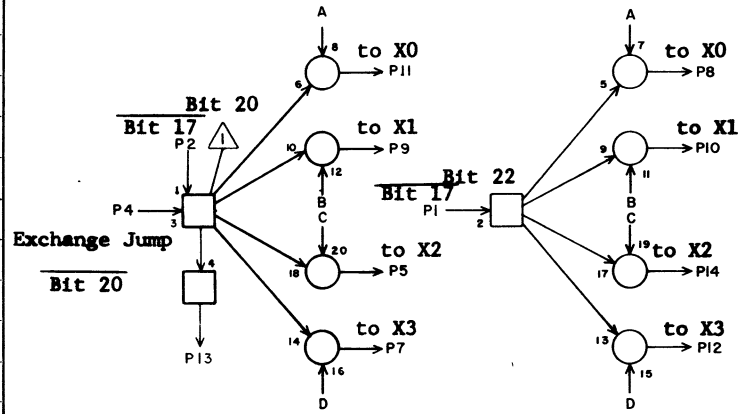 A A
8 to X0 7 to X0
6 P11 5 P8
Bit 20
Bit 17 to X1 to X1
P2 1 10 P9 9 P10
12 11
1 B Bit 22 B
P4 C Bit 17 P1 C
3 2
Exchange Jump
4 20 to X2 19 to X2
Bit 20 18 P5 17 P14
to X3 to X3
14 P7 13 P12
P13 16 15
D D